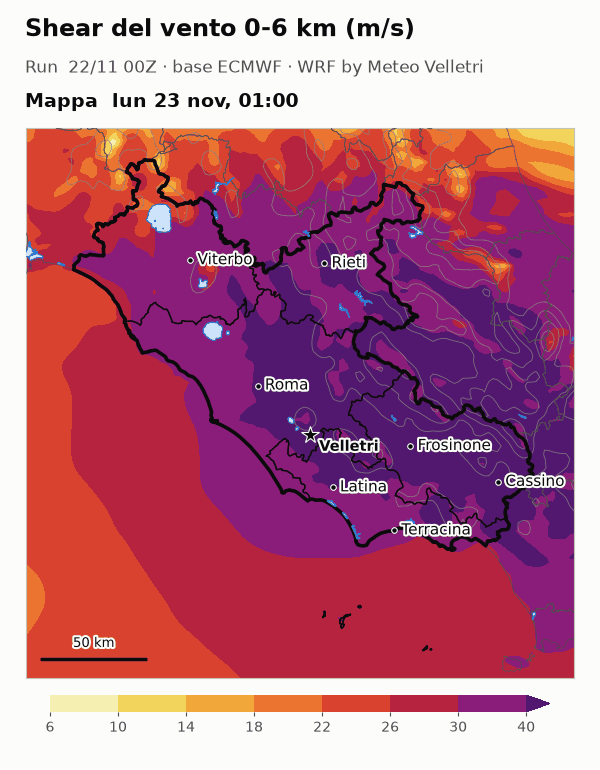 Shear del vento 0-6 km (m/s)
Run 22/11 00Z · base ECMWF · WRF by Meteo Velletri
Mappa lun 23 nov, 01:00
Viterbo
Rieti
Roma
Velletri
Frosinone
Cassino
Latina
Terracina
50 km
6 10 14 18 22 26 30 40